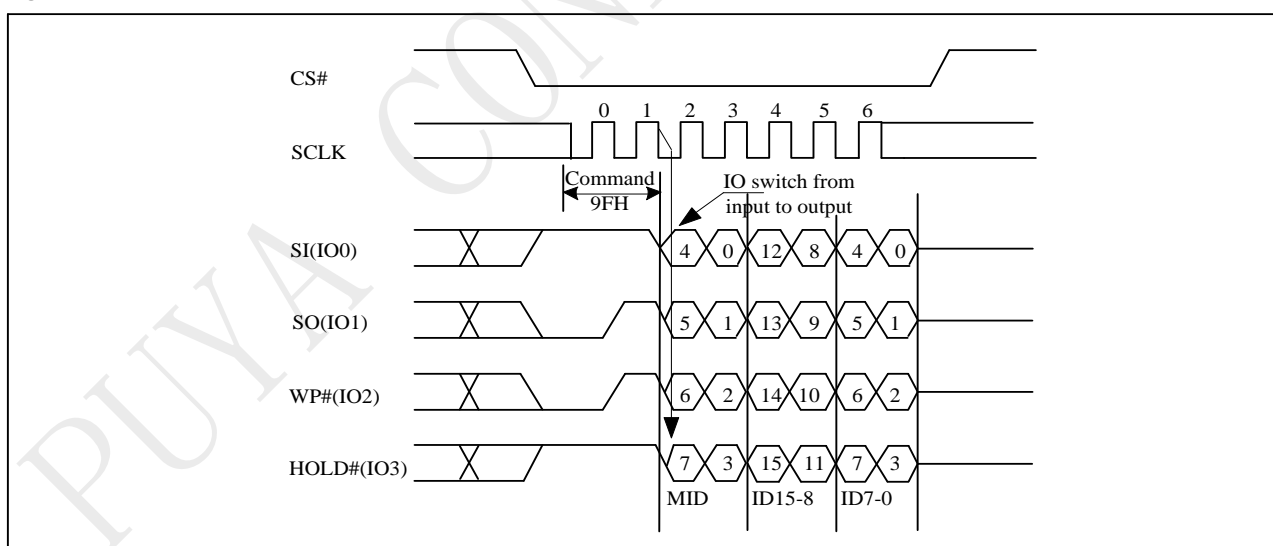 PUYA CON
CS#
0 1 2 3 4 5 6
SCLK
Command
9FH
IO switch from
input to output
SI(IO0)
4 0 12 8 4 0
SO(IO1)
5 1 13 9 5 1
WP#(IO2)
6 2 14 10 6 2
HOLD#(IO3)
7 3 15 11 7 3
MID ID15-8 ID7-0